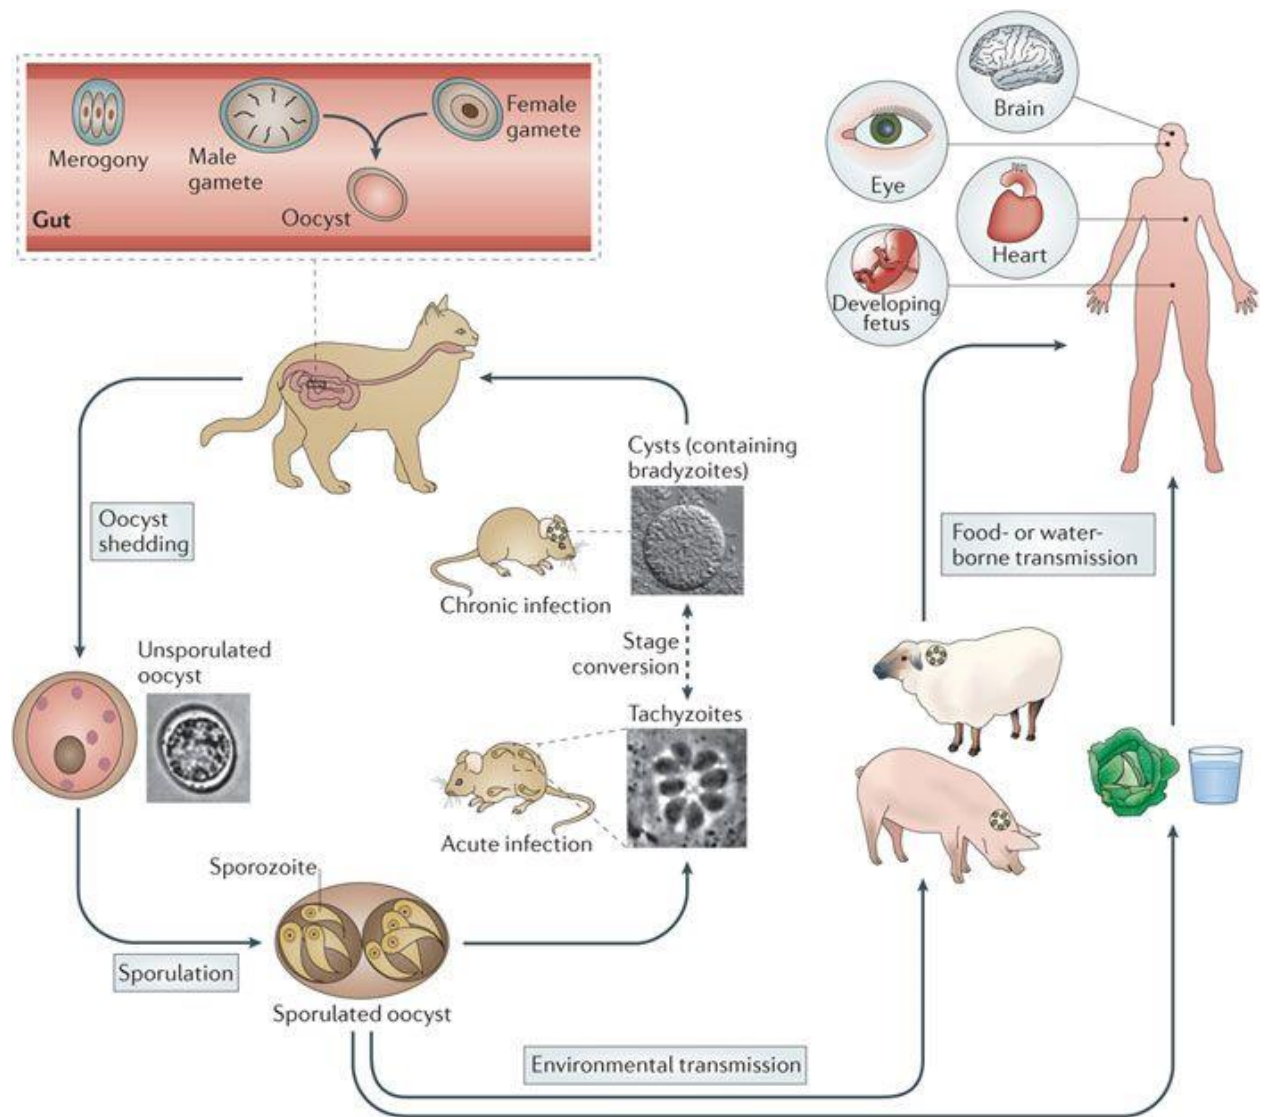 Merogony
Male
gamete
Female
gamete
Oocyst
Gut
Brain
Eye
Heart
Developing
fetus
Oocyst
shedding
Cysts (containing
bradyzoites)
Chronic infection
Stage
conversion
Food- or water-
borne transmission
Unsporulated
oocyst
Tachyzoites
Acute infection
Sporozoite
Sporulation
Sporulated oocyst
Environmental transmission